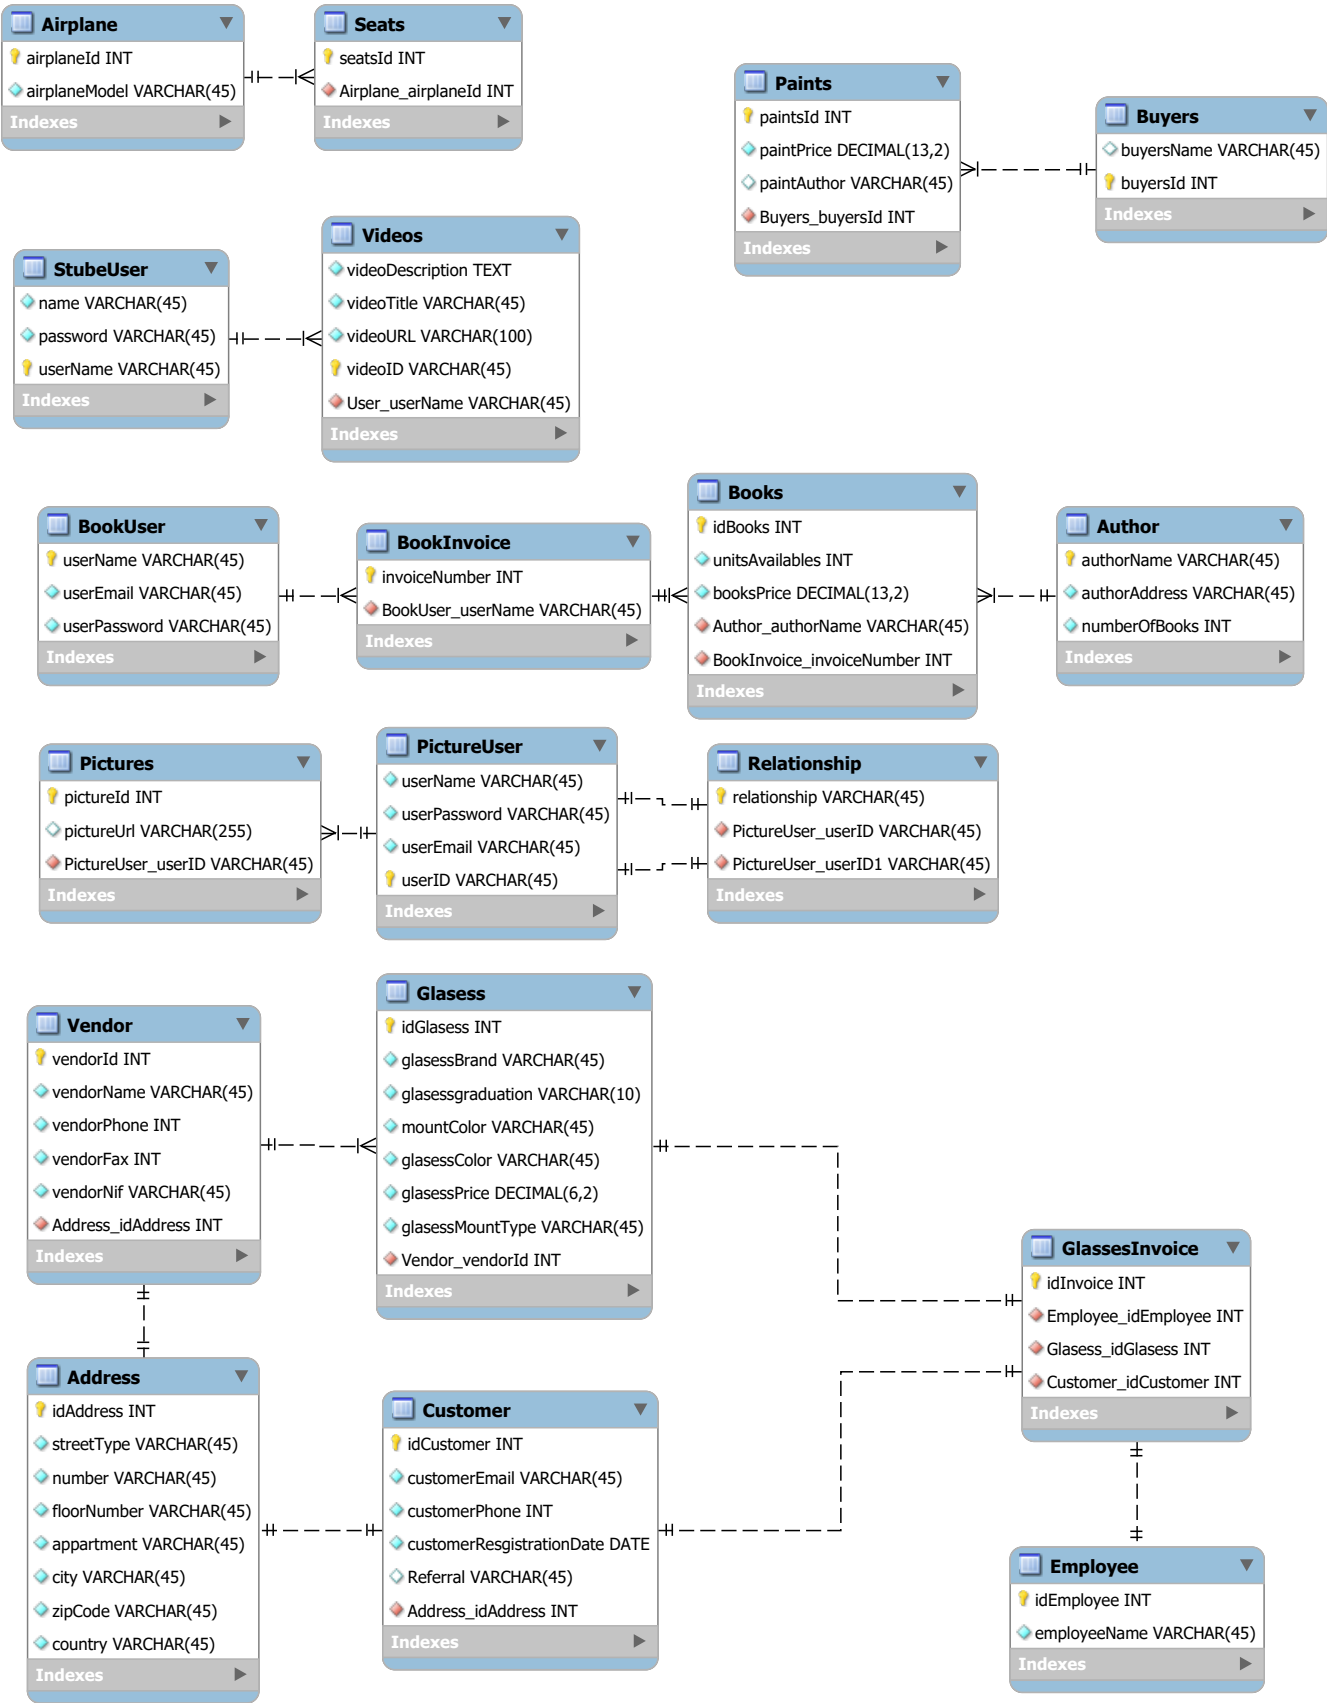 Airplane
airplaneId INT
airplaneModel VARCHAR(45)
Indexes
Seats
seatsId INT
Airplane_airplaneId INT
Indexes
Paints
paintsId INT
paintPrice DECIMAL(13,2)
paintAuthor VARCHAR(45)
Buyers_buyersId INT
Indexes
Buyers
buyersName VARCHAR(45)
buyersId INT
Indexes
StubeUser
name VARCHAR(45)
password VARCHAR(45)
userName VARCHAR(45)
Indexes
Videos
videoDescription TEXT
videoTitle VARCHAR(45)
videoURL VARCHAR(100)
videoID VARCHAR(45)
User_userName VARCHAR(45)
Indexes
BookUser
userName VARCHAR(45)
userEmail VARCHAR(45)
userPassword VARCHAR(45)
Indexes
BookInvoice
invoiceNumber INT
BookUser_userName VARCHAR(45)
Indexes
Books
idBooks INT
unitsAvailables INT
booksPrice DECIMAL(13,2)
Author_authorName VARCHAR(45)
BookInvoice_invoiceNumber INT
Indexes
Author
authorName VARCHAR(45)
authorAddress VARCHAR(45)
numberOfBooks INT
Indexes
Pictures
pictureId INT
pictureUrl VARCHAR(255)
PictureUser_userID VARCHAR(45)
Indexes
PictureUser
userName VARCHAR(45)
userPassword VARCHAR(45)
userEmail VARCHAR(45)
userID VARCHAR(45)
Indexes
Relationship
relationship VARCHAR(45)
PictureUser_userID VARCHAR(45)
PictureUser_userID1 VARCHAR(45)
Indexes
Vendor
vendorId INT
vendorName VARCHAR(45)
vendorPhone INT
vendorFax INT
vendorNif VARCHAR(45)
Address_idAddress INT
Indexes
Glasess
idGlasess INT
glasessBrand VARCHAR(45)
glasessgraduation VARCHAR(10)
mountColor VARCHAR(45)
glasessColor VARCHAR(45)
glasessPrice DECIMAL(6,2)
glasessMountType VARCHAR(45)
Vendor_vendorId INT
Indexes
GlassesInvoice
idInvoice INT
Employee_idEmployee INT
Glasess_idGlasess INT
Customer_idCustomer INT
Indexes
Address
idAddress INT
streetType VARCHAR(45)
number VARCHAR(45)
floorNumber VARCHAR(45)
appartment VARCHAR(45)
city VARCHAR(45)
zipCode VARCHAR(45)
country VARCHAR(45)
Indexes
Customer
idCustomer INT
customerEmail VARCHAR(45)
customerPhone INT
customerResgistrationDate DATE
Referral VARCHAR(45)
Address_idAddress INT
Indexes
Employee
idEmployee INT
employeeName VARCHAR(45)
Indexes